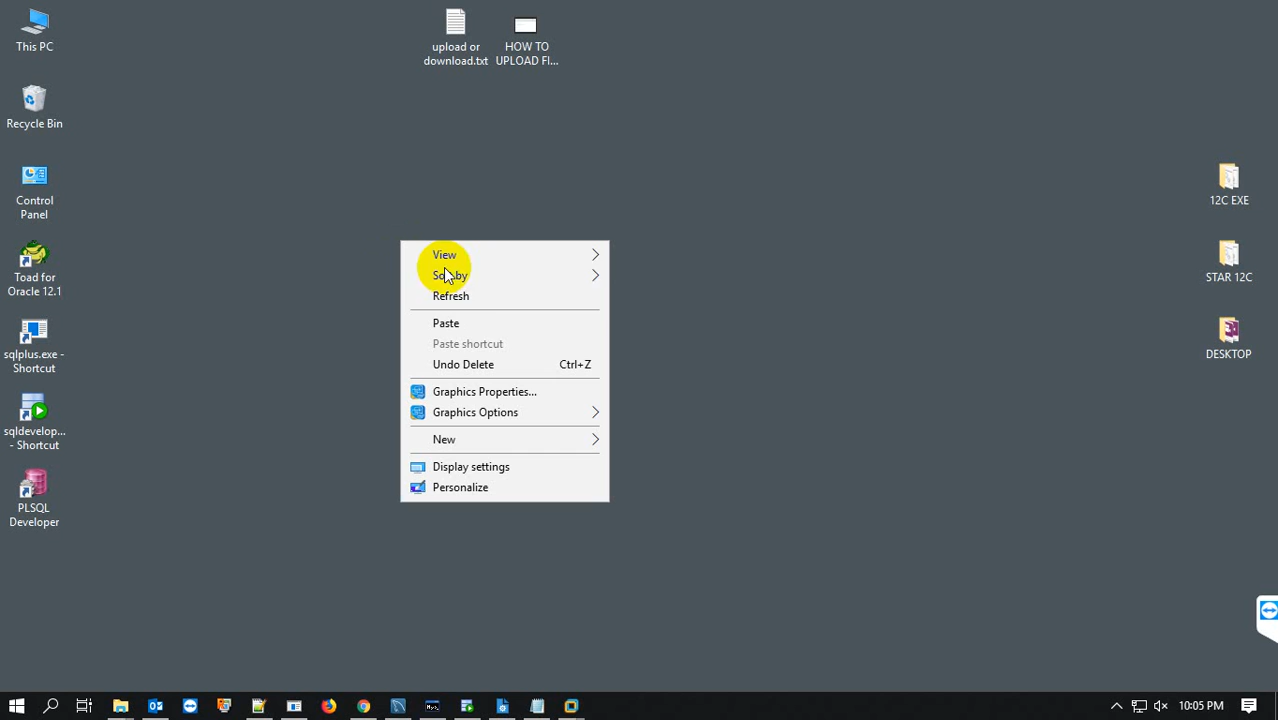 This PC
Recycle Bin
Control
Panel
Toad for
Oracle 12.1
sqlplus.exe -
Shortcut
sqldevelop...
- Shortcut
PLSQL
Developer
upload or
download.txt
HOW TO
UPLOAD FI...
View
Sort by
Refresh
Paste
Paste shortcut
Undo Delete Ctrl+Z
Graphics Properties...
Graphics Options
New
Display settings
Personalize
12C EXE
STAR 12C
DESKTOP
10:05 PM